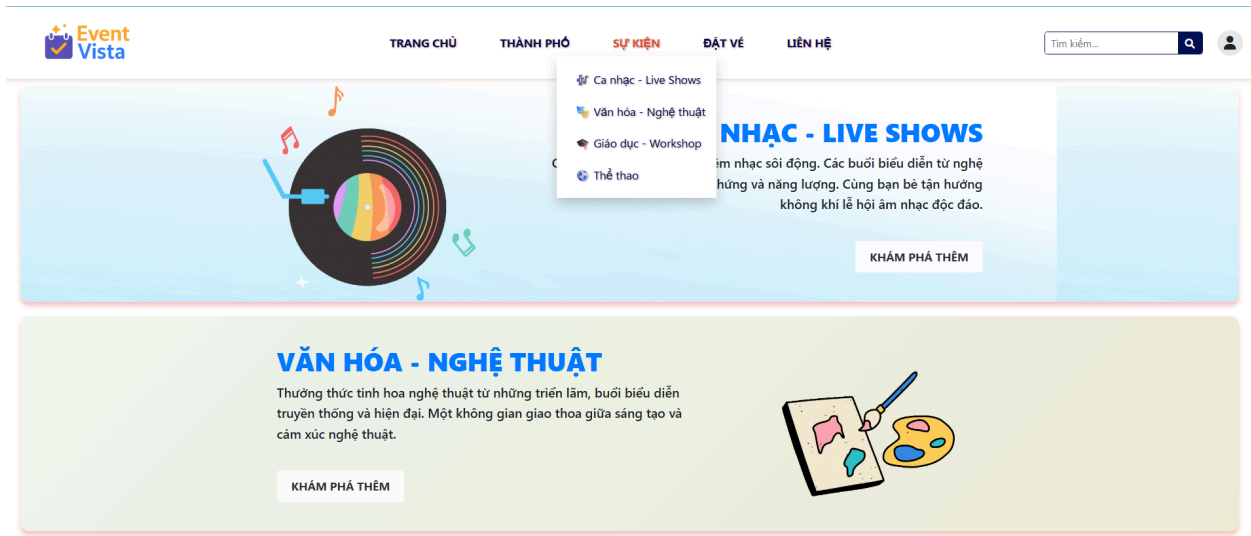 Event
Vista
TRANG CHỦ
THÀNH PHỐ
SỰ KIỆN
ĐẶT VÉ
LIÊN HỆ
Tìm kiếm...
Ca nhạc - Live Shows
Văn hóa - Nghệ thuật
Giáo dục - Workshop
Thể thao
NHẠC - LIVE SHOWS
nhạc sôi động. Các buổi biểu diễn từ nghệ
và năng lượng. Cùng bạn bè tận hưởng
không khí lễ hội âm nhạc độc đáo.
KHÁM PHÁ THÊM
VĂN HÓA - NGHỆ THUẬT
Thưởng thức tinh hoa nghệ thuật từ những triển lãm, buổi biểu diễn
truyền thống và hiện đại. Một không gian giao thoa giữa sáng tạo và
cảm xúc nghệ thuật.
KHÁM PHÁ THÊM